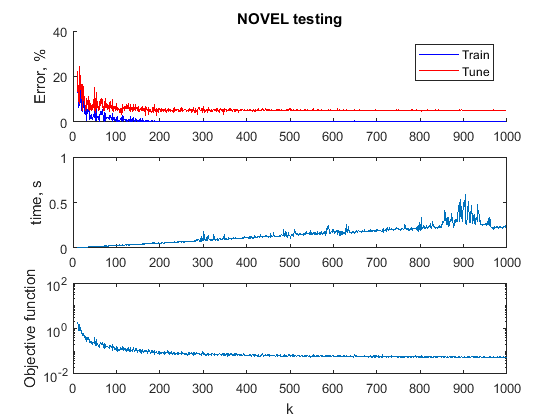 NOVEL testing
Error, %
40
20
0
Train
Tune
0 100 200 300 400 500 600 700 800 900 1000
time, s
1
0.5
0
0 100 200 300 400 500 600 700 800 900 1000
Objective function
10^2
10^0
10^-2
0 100 200 300 400 500 600 700 800 900 1000
k